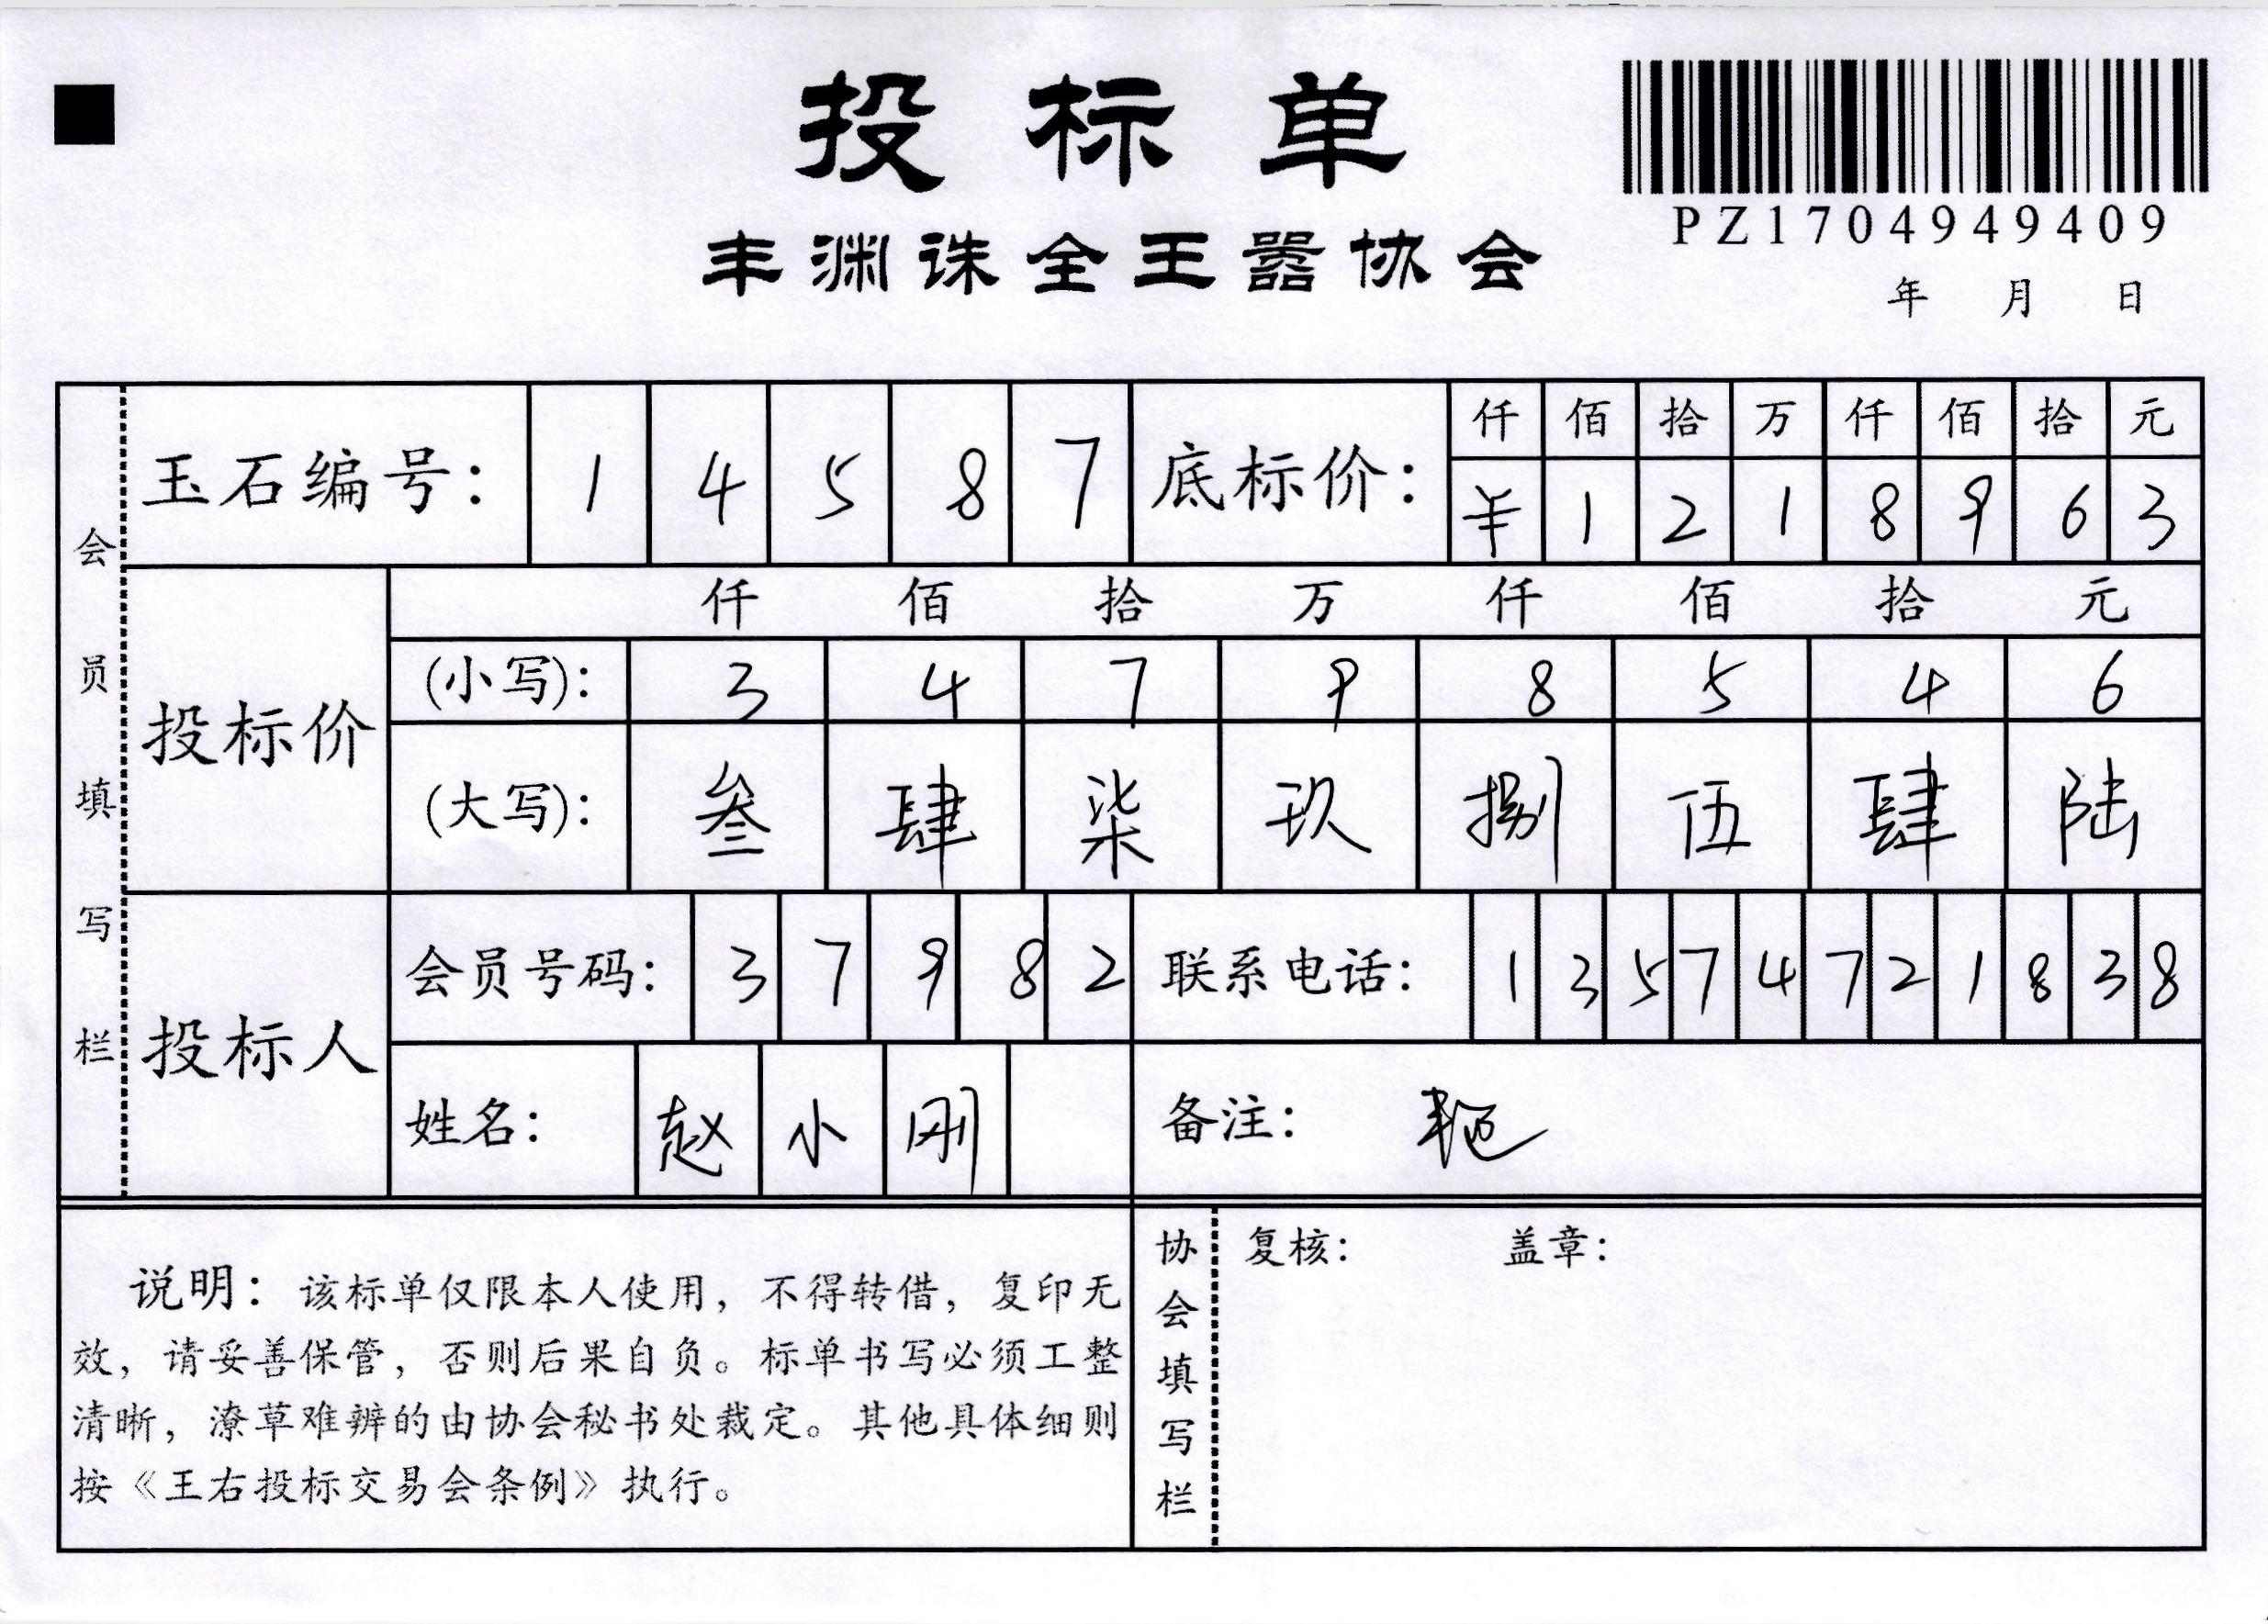 投标单
PZ1704949409
丰渊诛全王嚣协会
年 月 日
会员填写栏
玉石编号: 1 4 5 8 7 底标价: 仟 佰 拾 万 仟 佰 拾 元
¥ 1 2 1 8 9 6 3
投标价
仟 佰 拾 万 仟 佰 拾 元
(小写): 3 4 7 9 8 5 4 6
(大写): 叁 肆 柒 玖 捌 伍 肆 陆
投标人
会员号码: 3 7 9 8 2 联系电话: 1 3 5 7 4 7 2 1 8 3 8
姓名: 赵 小 刚 备注:
说明: 该标单仅限本人使用, 不得转借, 复印无
效, 请妥善保管, 否则后果自负。标单书写必须工整
清晰, 潦草难辨的由协会秘书处裁定。其他具体细则
按《王右投标交易会条例》执行。
协会填写栏
复核: 盖章: